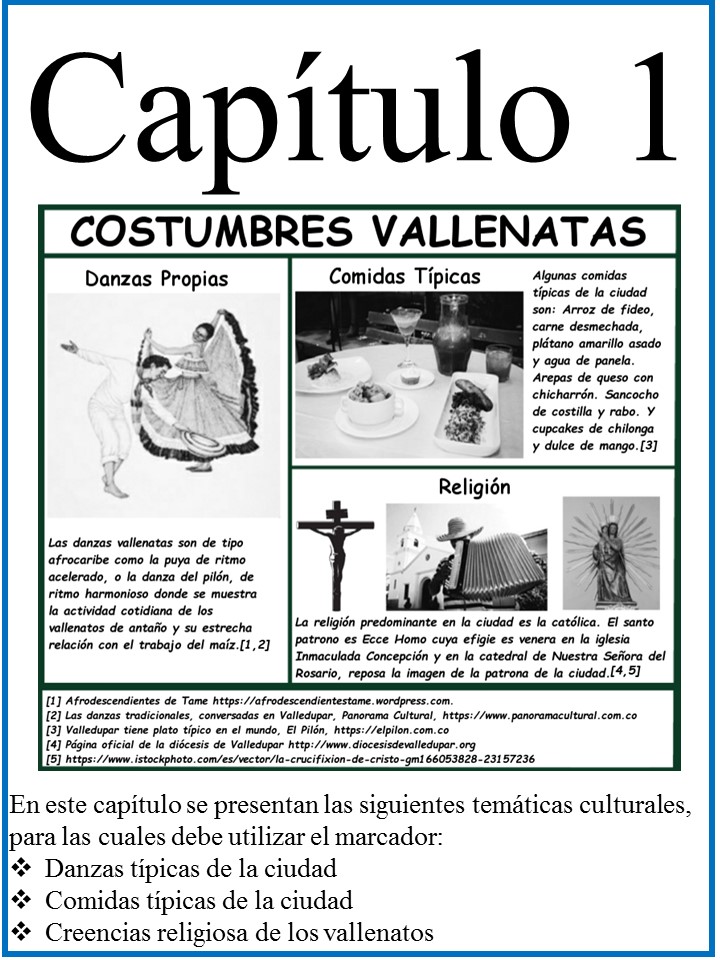 Capítulo 1
COSTUMBRES VALLENATAS
Danzas Propias
Las danzas vallenatas son de tipo
afrocaribe como la puya de ritmo
acelerado, o la danza del pilón, de
ritmo harmonioso donde se muestra
la actividad cotidiana de los
vallenatos de antaño y su estrecha
relación con el trabajo del maíz.[1,2]
Comidas Típicas
Algunas comidas
típicas de la ciudad
son: Arroz de fideo,
carne desmechada,
plátano amarillo asado
y agua de panela.
Arepas de queso con
chicharrón. Sancocho
de costilla y rabo. Y
cupcakes de chilonga
y dulce de mango.[3]
Religión
La religión predominante en la ciudad es la católica. El santo
patrono es Ecce Homo cuya efigie es venera en la iglesia
Inmaculada Concepción y en la catedral de Nuestra Señora del
Rosario, reposa la imagen de la patrona de la ciudad.[4,5]
[1] Afrodescendientes de Tame https://afrodescendientestame.wordpress.com.
[2] Las danzas tradicionales, conversadas en Valledupar, Panorama Cultural, https://www.panoramacultural.com.co
[3] Valledupar tiene plato típico en el mundo, El Pilón, https://elpilon.com.co
[4] Página oficial de la diócesis de Valledupar http://www.diocesisdevalledupar.org
[5] https://www.istockphoto.com/es/vector/la-crucifixion-de-cristo-gm166053828-23157236
En este capítulo se presentan las siguientes temáticas culturales,
para las cuales debe utilizar el marcador:
❖ Danzas típicas de la ciudad
❖ Comidas típicas de la ciudad
❖ Creencias religiosa de los vallenatos